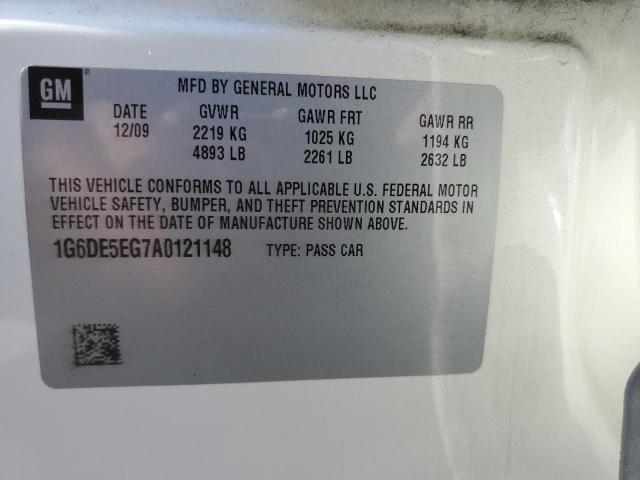 GM®
MFD BY GENERAL MOTORS LLC
DATE GVWR GAWR FRT GAWR RR
12/09 2219 KG 1025 KG 1194 KG
4893 LB 2261 LB 2632 LB
THIS VEHICLE CONFORMS TO ALL APPLICABLE U.S. FEDERAL MOTOR
VEHICLE SAFETY, BUMPER, AND THEFT PREVENTION STANDARDS IN
EFFECT ON THE DATE OF MANUFACTURE SHOWN ABOVE.
1G6DE5EG7A0121148 TYPE: PASS CAR